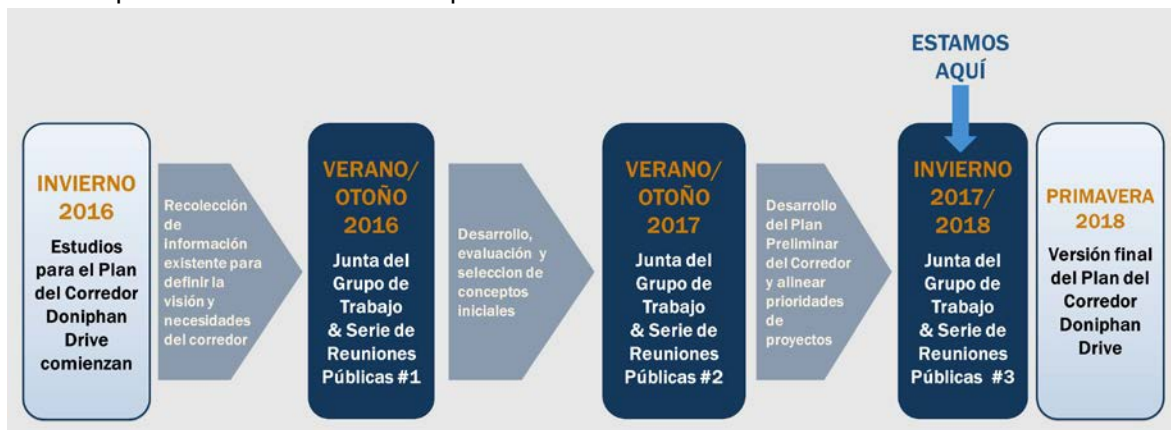 ESTAMOS
AQUÍ
INVIERNO
2016
Estudios
para el Plan
del Corredor
Doniphan
Drive
comienzan
Recolección
de
información
existente para
definir la
visión y
necesidades
del corredor
VERANO/
OTOÑO
2016
Junta del
Grupo de
Trabajo
& Serie de
Reuniones
Públicas #1
Desarrollo,
evaluación y
seleccion de
conceptos
iniciales
VERANO/
OTOÑO
2017
Junta del
Grupo de
Trabajo
& Serie de
Reuniones
Públicas #2
Desarrollo
del Plan
Preliminar
del Corredor
y alinear
prioridades
de
proyectos
INVIERNO
2017/
2018
Junta del
Grupo de
Trabajo
& Serie de
Reuniones
Públicas #3
PRIMAVERA
2018
Versión final
del Plan del
Corredor
Doniphan
Drive